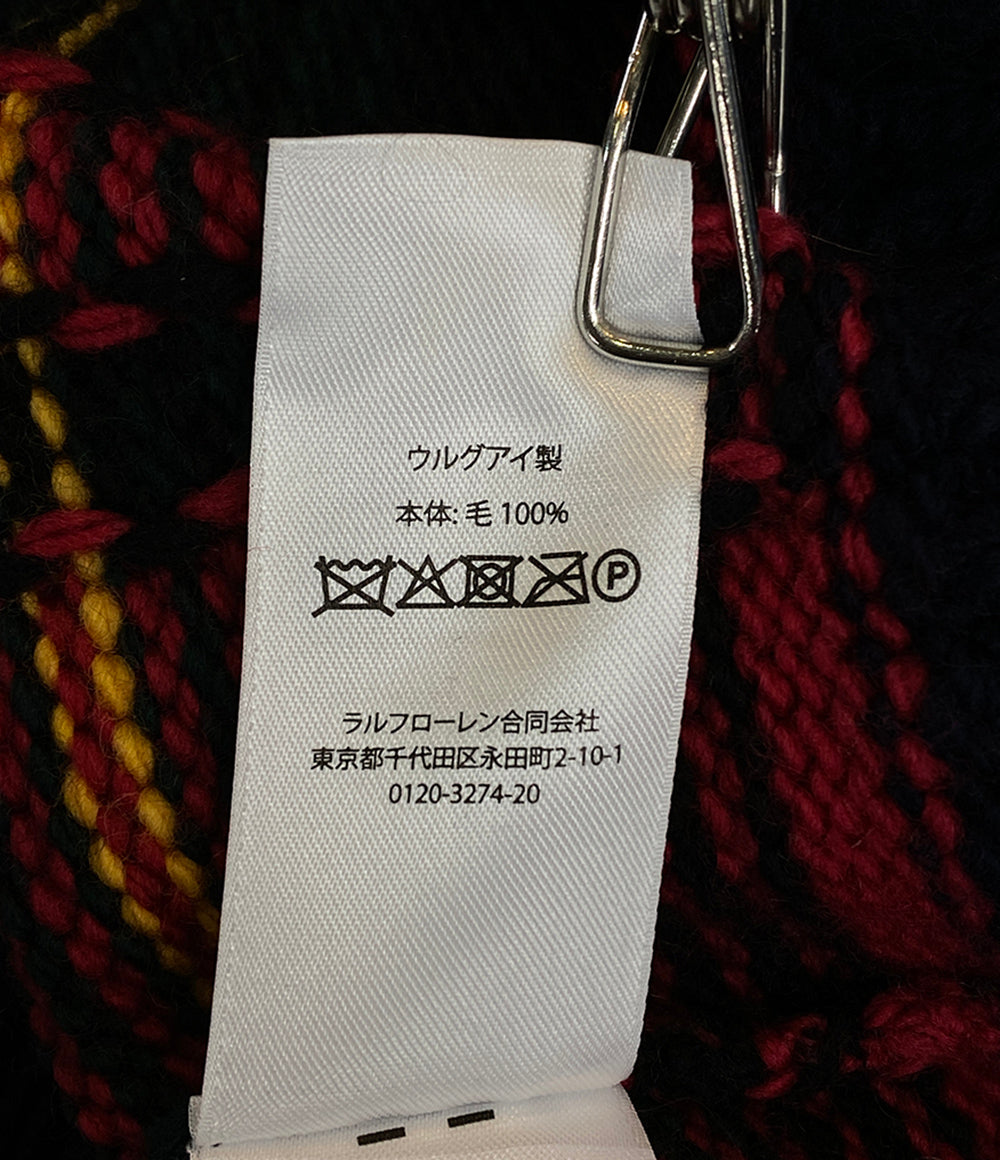 ウルグアイ製
本体: 毛 100%
P
ラルフローレン合同会社
東京都千代田区永田町2-10-1
0120-3274-20